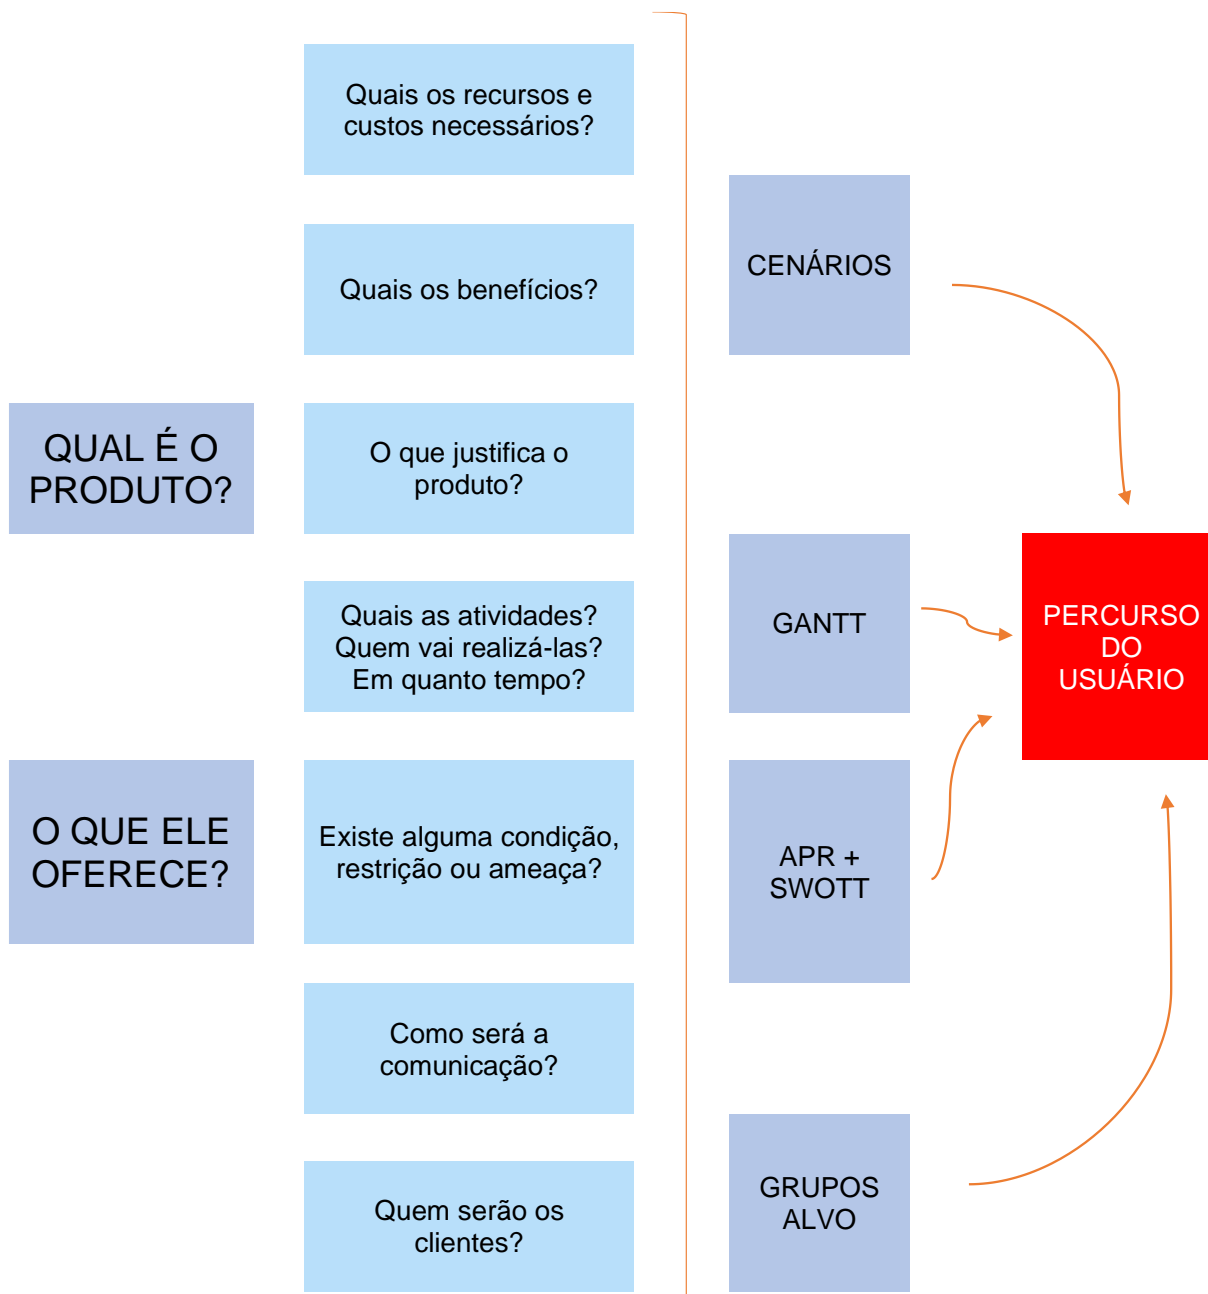 Quais os recursos e
custos necessários?
Quais os benefícios?
QUAL É O
PRODUTO?
O que justifica o
produto?
Quais as atividades?
Quem vai realizá-las?
Em quanto tempo?
O QUE ELE
OFERECE?
Existe alguma condição,
restrição ou ameaça?
Como será a
comunicação?
Quem serão os
clientes?
CENÁRIOS
GANTT
APR +
SWOTT
GRUPOS
ALVO
PERCURSO
DO
USUÁRIO